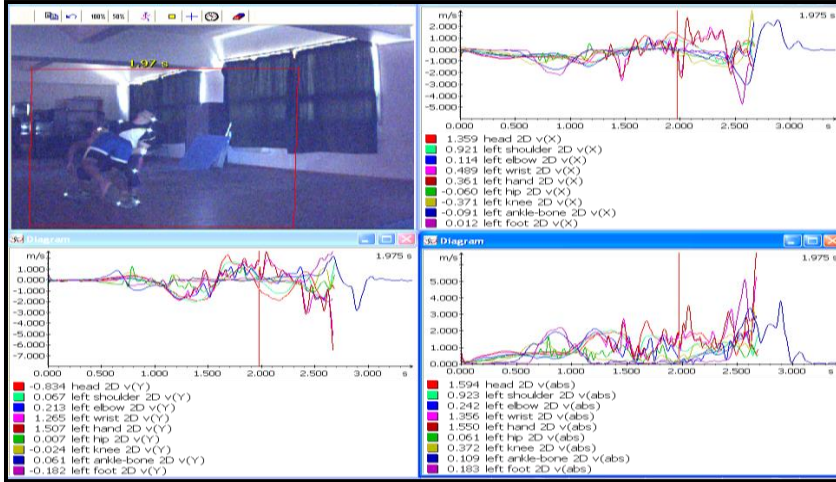 100% 50%
1.97 s
m/s
1.975 s
2.000
1.000
0.000
-1.000
-2.000
-3.000
-4.000
-5.000
0.000 0.500 1.000 1.500 2.000 2.500 3.000 s
1.359 head 2D v(X)
0.921 left shoulder 2D v(X)
0.114 left elbow 2D v(X)
0.489 left wrist 2D v(X)
0.361 left hand 2D v(X)
-0.060 left hip 2D v(X)
-0.371 left knee 2D v(X)
-0.091 left ankle-bone 2D v(X)
0.012 left foot 2D v(X)
Diagram
m/s
1.975 s
1.000
0.000
-1.000
-2.000
-3.000
-4.000
-5.000
-6.000
-7.000
0.000 0.500 1.000 1.500 2.000 2.500 3.000 s
-0.834 head 2D v(Y)
0.067 left shoulder 2D v(Y)
0.213 left elbow 2D v(Y)
1.265 left wrist 2D v(Y)
1.507 left hand 2D v(Y)
0.007 left hip 2D v(Y)
-0.024 left knee 2D v(Y)
0.061 left ankle-bone 2D v(Y)
-0.182 left foot 2D v(Y)
Diagram
m/s
1.975 s
5.000
4.000
3.000
2.000
1.000
0.000
0.000 0.500 1.000 1.500 2.000 2.500 3.000 s
1.594 head 2D v(abs)
0.923 left shoulder 2D v(abs)
0.242 left elbow 2D v(abs)
1.356 left wrist 2D v(abs)
1.550 left hand 2D v(abs)
0.061 left hip 2D v(abs)
0.372 left knee 2D v(abs)
0.109 left ankle-bone 2D v(abs)
0.183 left foot 2D v(abs)